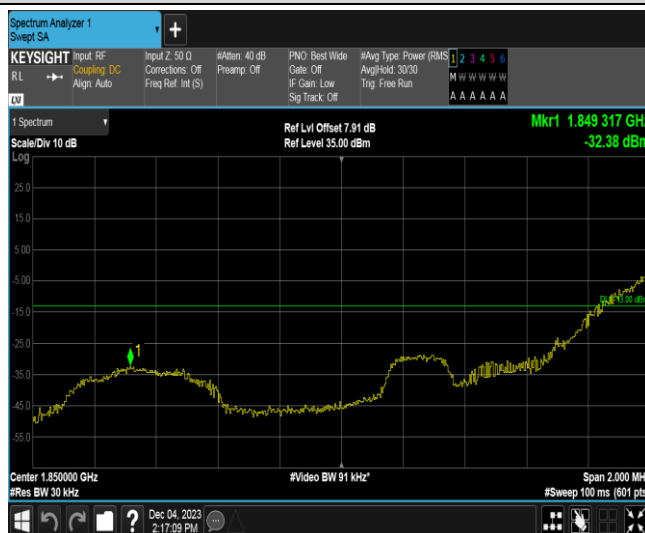 Spectrum Analyzer 1
Swept SA
KEYSIGHT Input: RF Input Z: 50 Ω #Atten: 40 dB PNO: Best Wide #Avg Type: Power (RMS 1 2 3 4 5 6
RL Coupling: DC Corrections: Off Preamp: Off Gate: Off Avg|Hold: 30/30 M W W W W W
Align: Auto Freq Ref: Int (S) IF Gain: Low Trig: Free Run
Sig Track: Off A A A A A A
1 Spectrum Ref Lvl Offset 7.91 dB Mkr1 1.849 317 GHz
Scale/Div 10 dB Ref Level 35.00 dBm -32.38 dBm
Log
25.0
15.0
5.00
-5.00
-15.0
-25.0
-35.0
-45.0
-55.0
1
Center 1.850000 GHz #Video BW 91 kHz* Span 2.000 MH
#Res BW 30 kHz #Sweep 100 ms (601 pts
Dec 04, 2023
2:17:09 PM